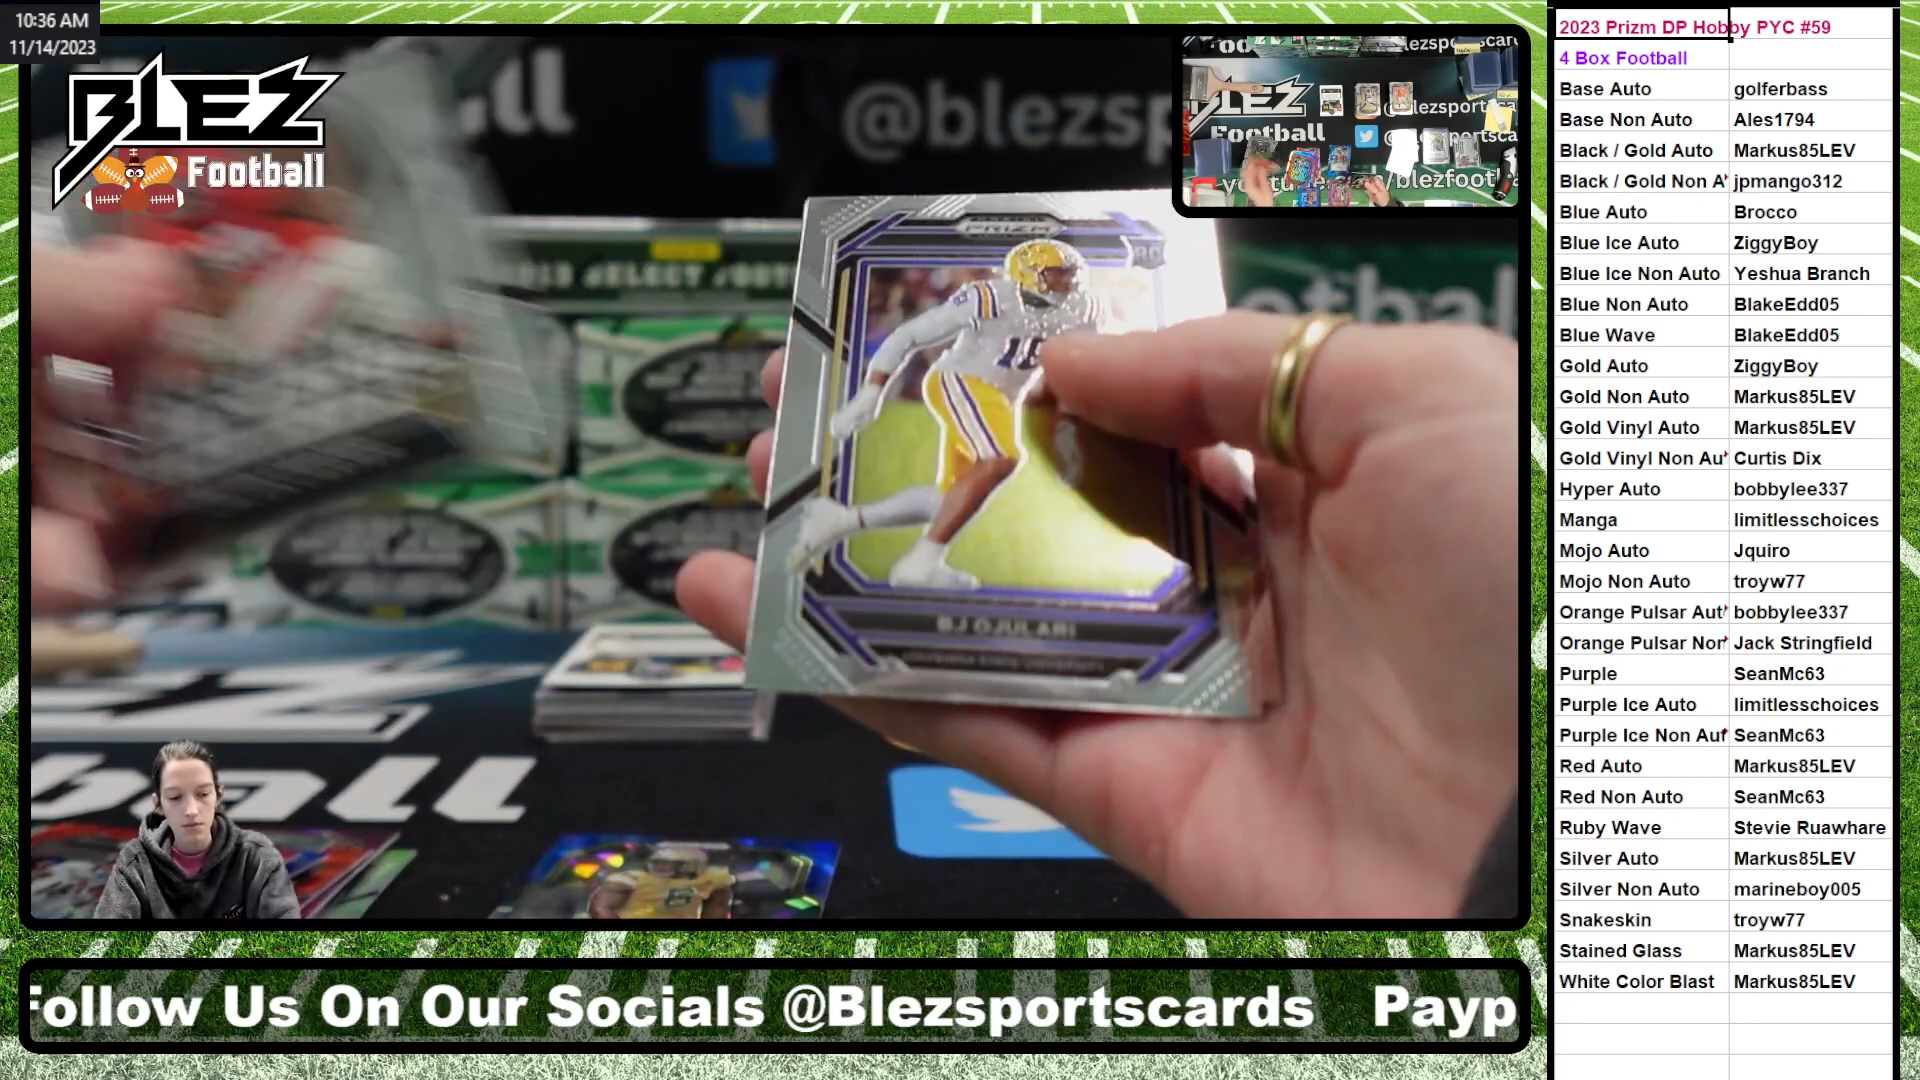 10:36 AM
11/14/2023
BLEZ
Football
@blezsp
PRIZM
RC
BJ OJULARI
BLEZ
Football
Follow Us On Our Socials @Blezsportscards Payp
2023 Prizm DP Hobby PYC #59
4 Box Football
Base Auto golferbass
Base Non Auto Ales1794
Black / Gold Auto Markus85LEV
Black / Gold Non A jpmango312
Blue Auto Brocco
Blue Ice Auto ZiggyBoy
Blue Ice Non Auto Yeshua Branch
Blue Non Auto BlakeEdd05
Blue Wave BlakeEdd05
Gold Auto ZiggyBoy
Gold Non Auto Markus85LEV
Gold Vinyl Auto Markus85LEV
Gold Vinyl Non Au Curtis Dix
Hyper Auto bobbylee337
Manga limitlesschoices
Mojo Auto Jquiro
Mojo Non Auto troyw77
Orange Pulsar Aut bobbylee337
Orange Pulsar Non Jack Stringfield
Purple SeanMc63
Purple Ice Auto limitlesschoices
Purple Ice Non Aut SeanMc63
Red Auto Markus85LEV
Red Non Auto SeanMc63
Ruby Wave Stevie Ruawhare
Silver Auto Markus85LEV
Silver Non Auto marineboy005
Snakeskin troyw77
Stained Glass Markus85LEV
White Color Blast Markus85LEV